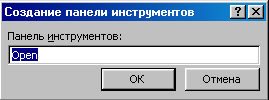 Создание панели инструментов
Панель инструментов:
Open
OK
Отмена